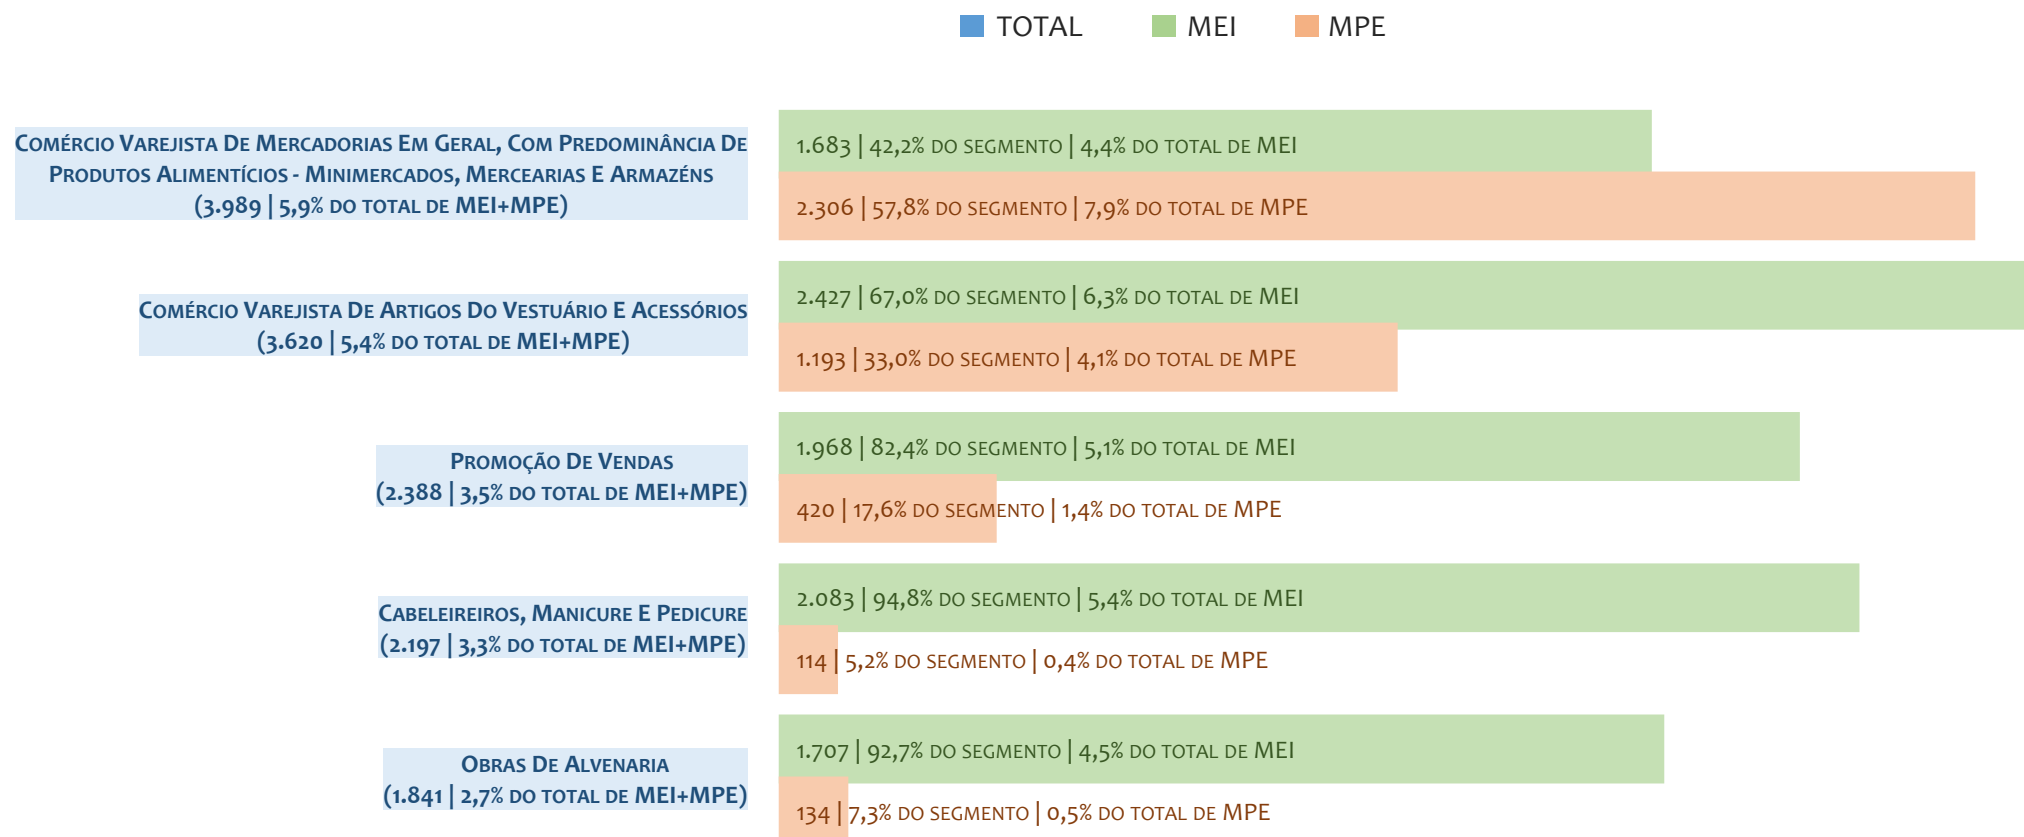 TOTAL MEI MPE
Comércio Varejista De Mercadorias Em Geral, Com Predominância De
Produtos Alimentícios - Minimercados, Mercearias E Armazéns
(3.989 | 5,9% do total de MEI+MPE)
1.683 | 42,2% do segmento | 4,4% do total de MEI
2.306 | 57,8% do segmento | 7,9% do total de MPE
Comércio Varejista De Artigos Do Vestuário E Acessórios
(3.620 | 5,4% do total de MEI+MPE)
2.427 | 67,0% do segmento | 6,3% do total de MEI
1.193 | 33,0% do segmento | 4,1% do total de MPE
Promoção De Vendas
(2.388 | 3,5% do total de MEI+MPE)
1.968 | 82,4% do segmento | 5,1% do total de MEI
420 | 17,6% do segmento | 1,4% do total de MPE
Cabeleireiros, Manicure E Pedicure
(2.197 | 3,3% do total de MEI+MPE)
2.083 | 94,8% do segmento | 5,4% do total de MEI
114 | 5,2% do segmento | 0,4% do total de MPE
Obras De Alvenaria
(1.841 | 2,7% do total de MEI+MPE)
1.707 | 92,7% do segmento | 4,5% do total de MEI
134 | 7,3% do segmento | 0,5% do total de MPE